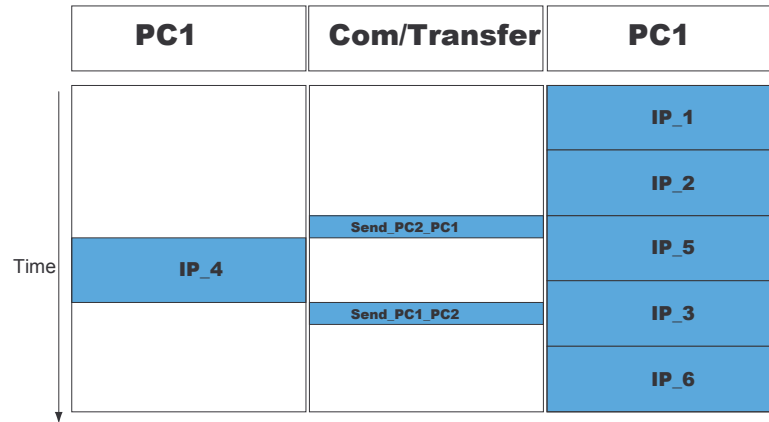 PC1
Com/Transfer
PC1
Time
IP_1
IP_2
Send_PC2_PC1
IP_4
IP_5
Send_PC1_PC2
IP_3
IP_6